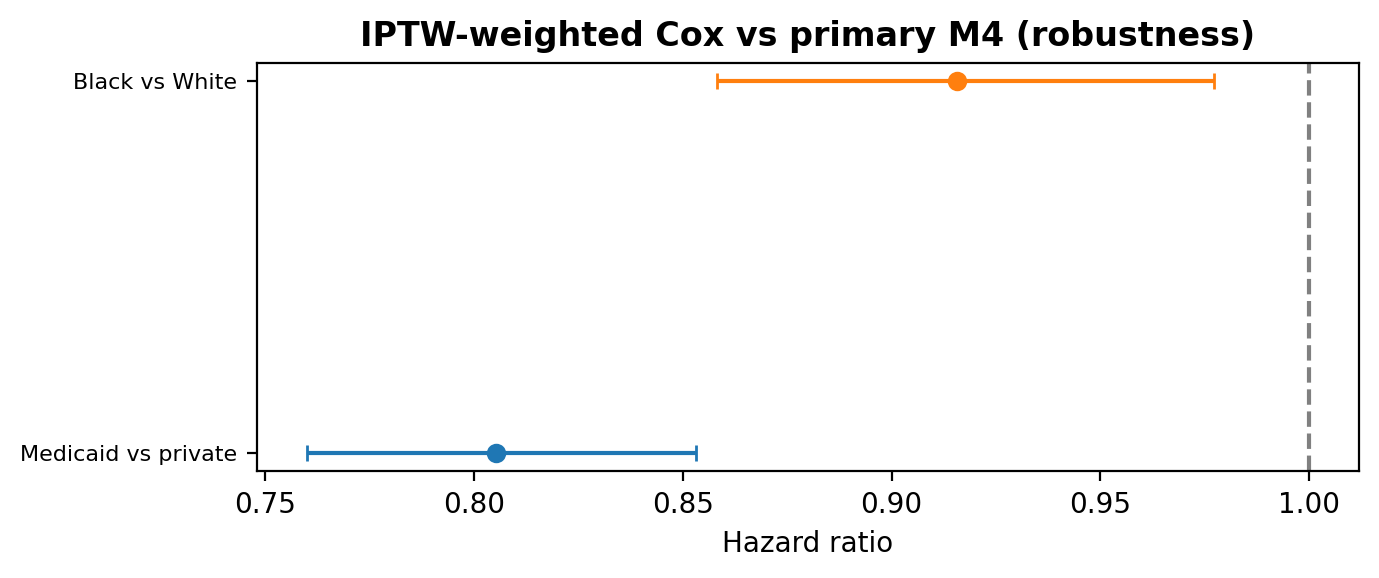 IPTW-weighted Cox vs primary M4 (robustness)
Black vs White
Medicaid vs private
0.75 0.80 0.85 0.90 0.95 1.00
Hazard ratio